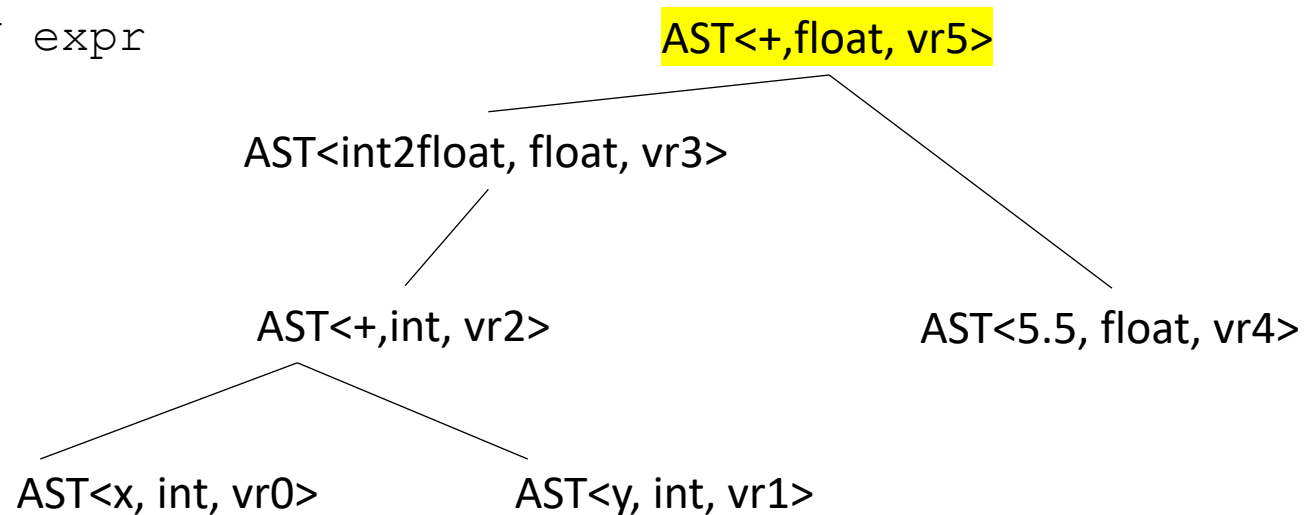 expr
AST<+,float, vr5>
AST<int2float, float, vr3>
AST<+,int, vr2>
AST<5.5, float, vr4>
AST<x, int, vr0>
AST<y, int, vr1>